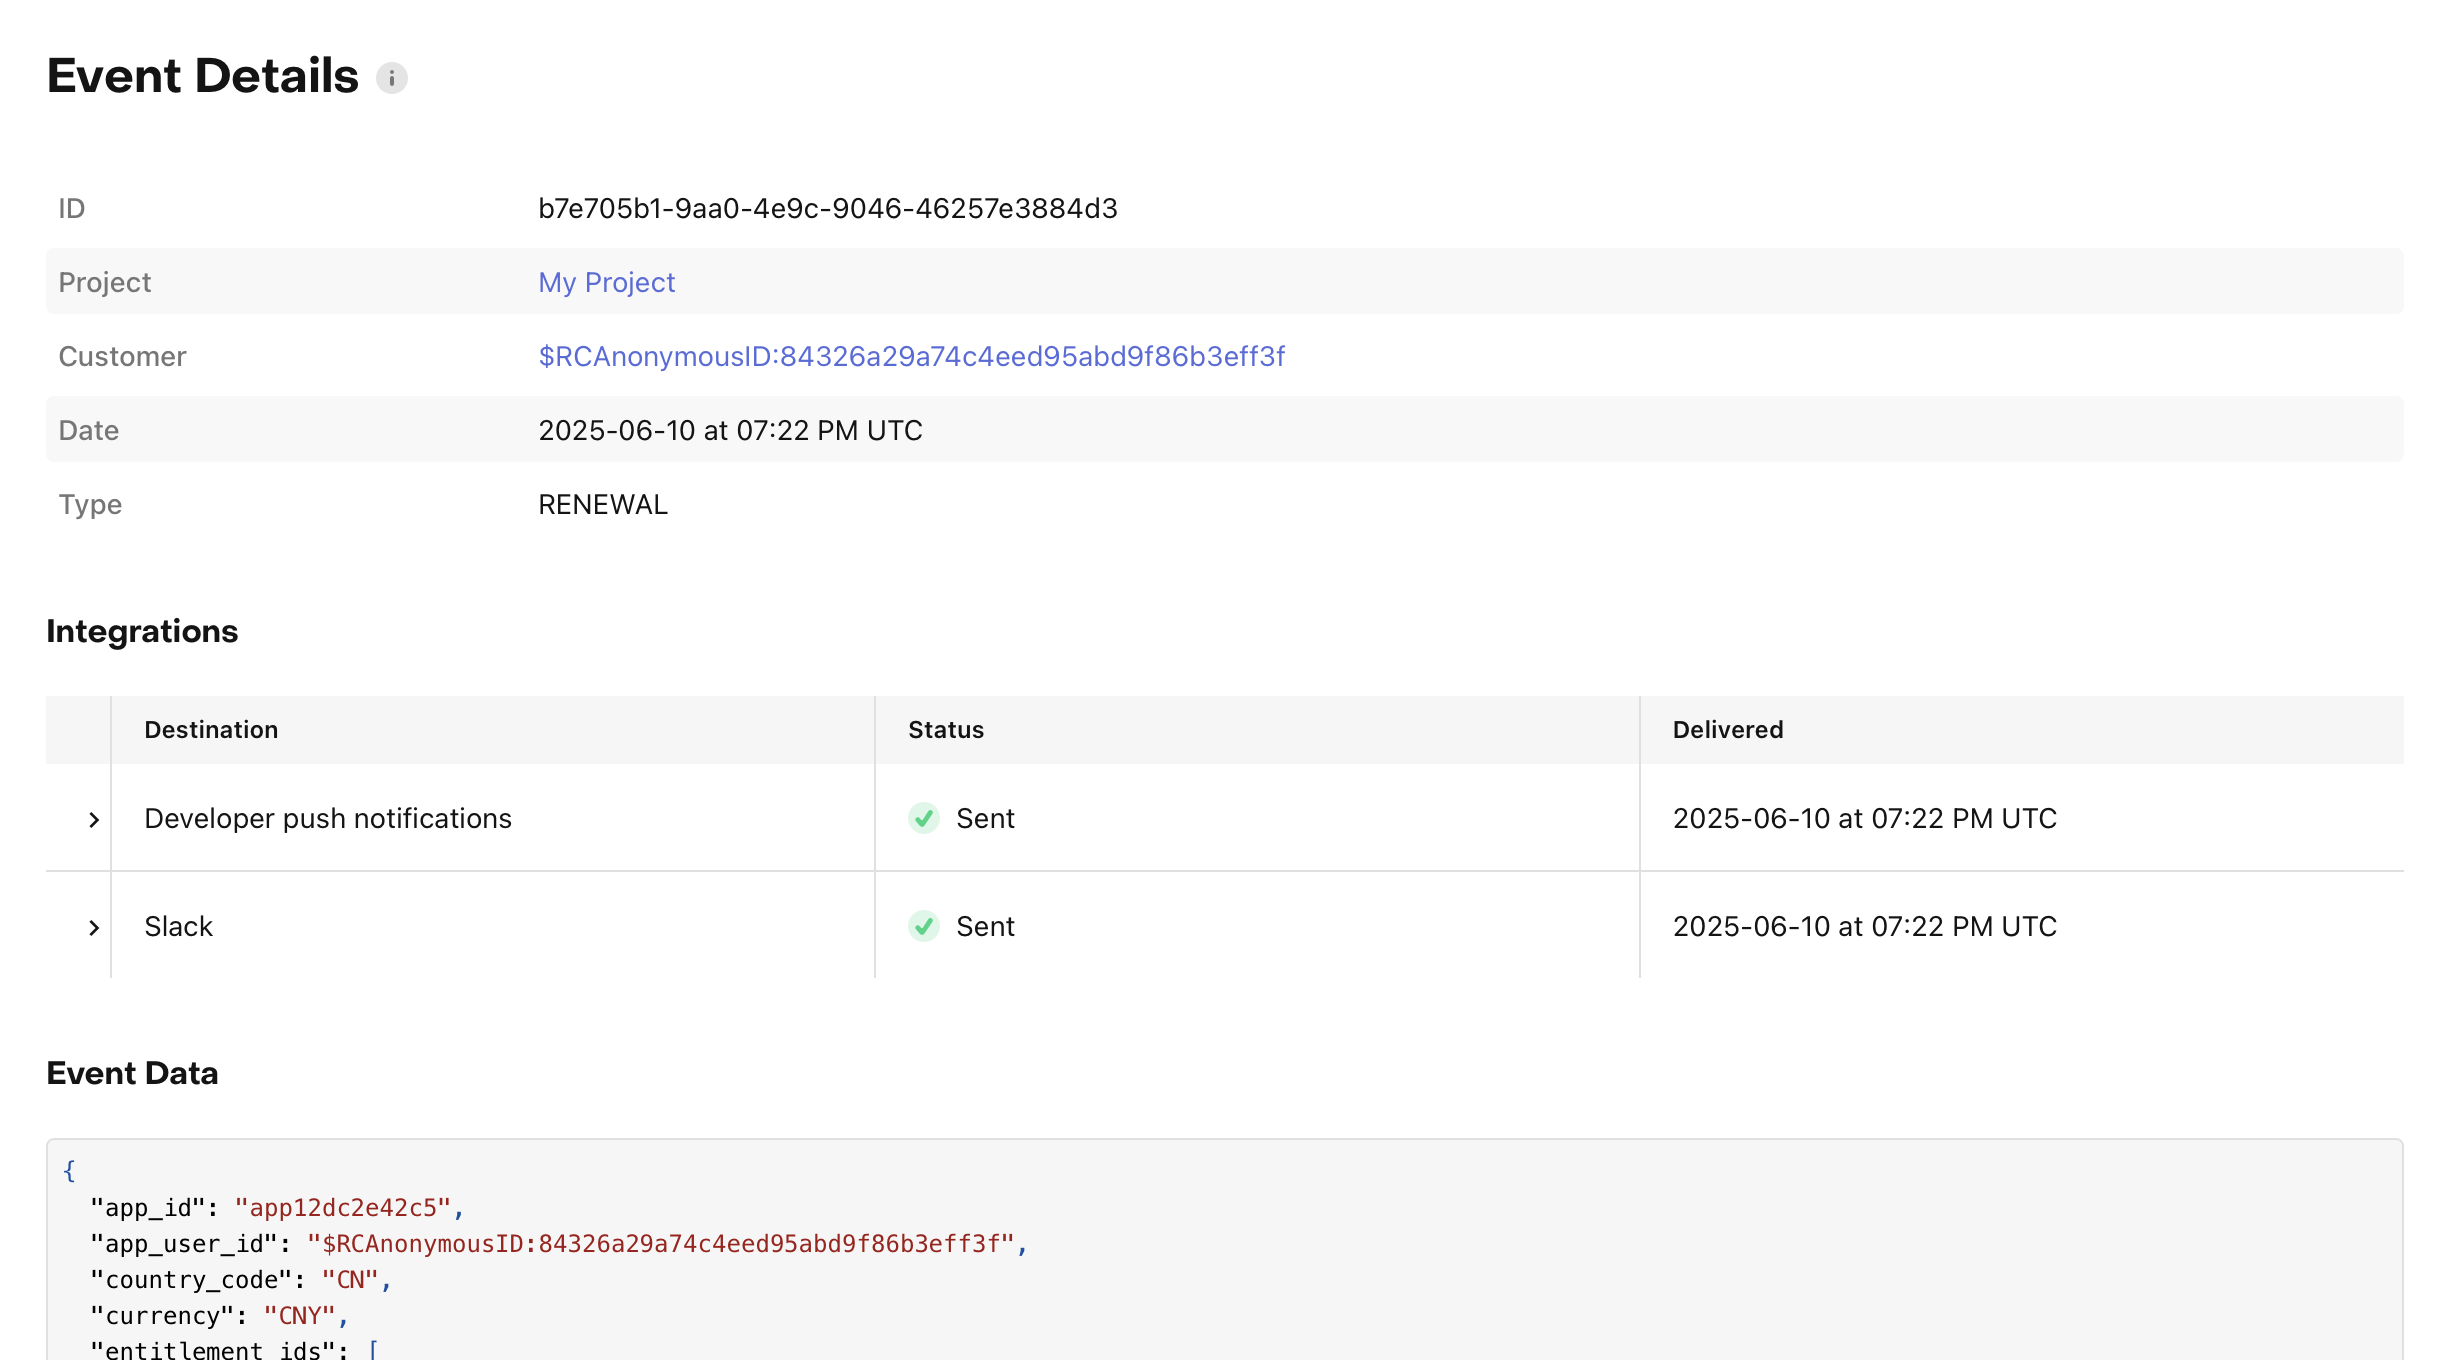 Event Details
ID b7e705b1-9aa0-4e9c-9046-46257e3884d3
Project My Project
Customer $RCAnonymousID:84326a29a74c4eed95abd9f86b3eff3f
Date 2025-06-10 at 07:22 PM UTC
Type RENEWAL
Integrations
Destination Status Delivered
Developer push notifications Sent 2025-06-10 at 07:22 PM UTC
Slack Sent 2025-06-10 at 07:22 PM UTC
Event Data
{
"app_id": "app12dc2e42c5",
"app_user_id": "$RCAnonymousID:84326a29a74c4eed95abd9f86b3eff3f",
"country_code": "CN",
"currency": "CNY",
"entitlement_ids": [